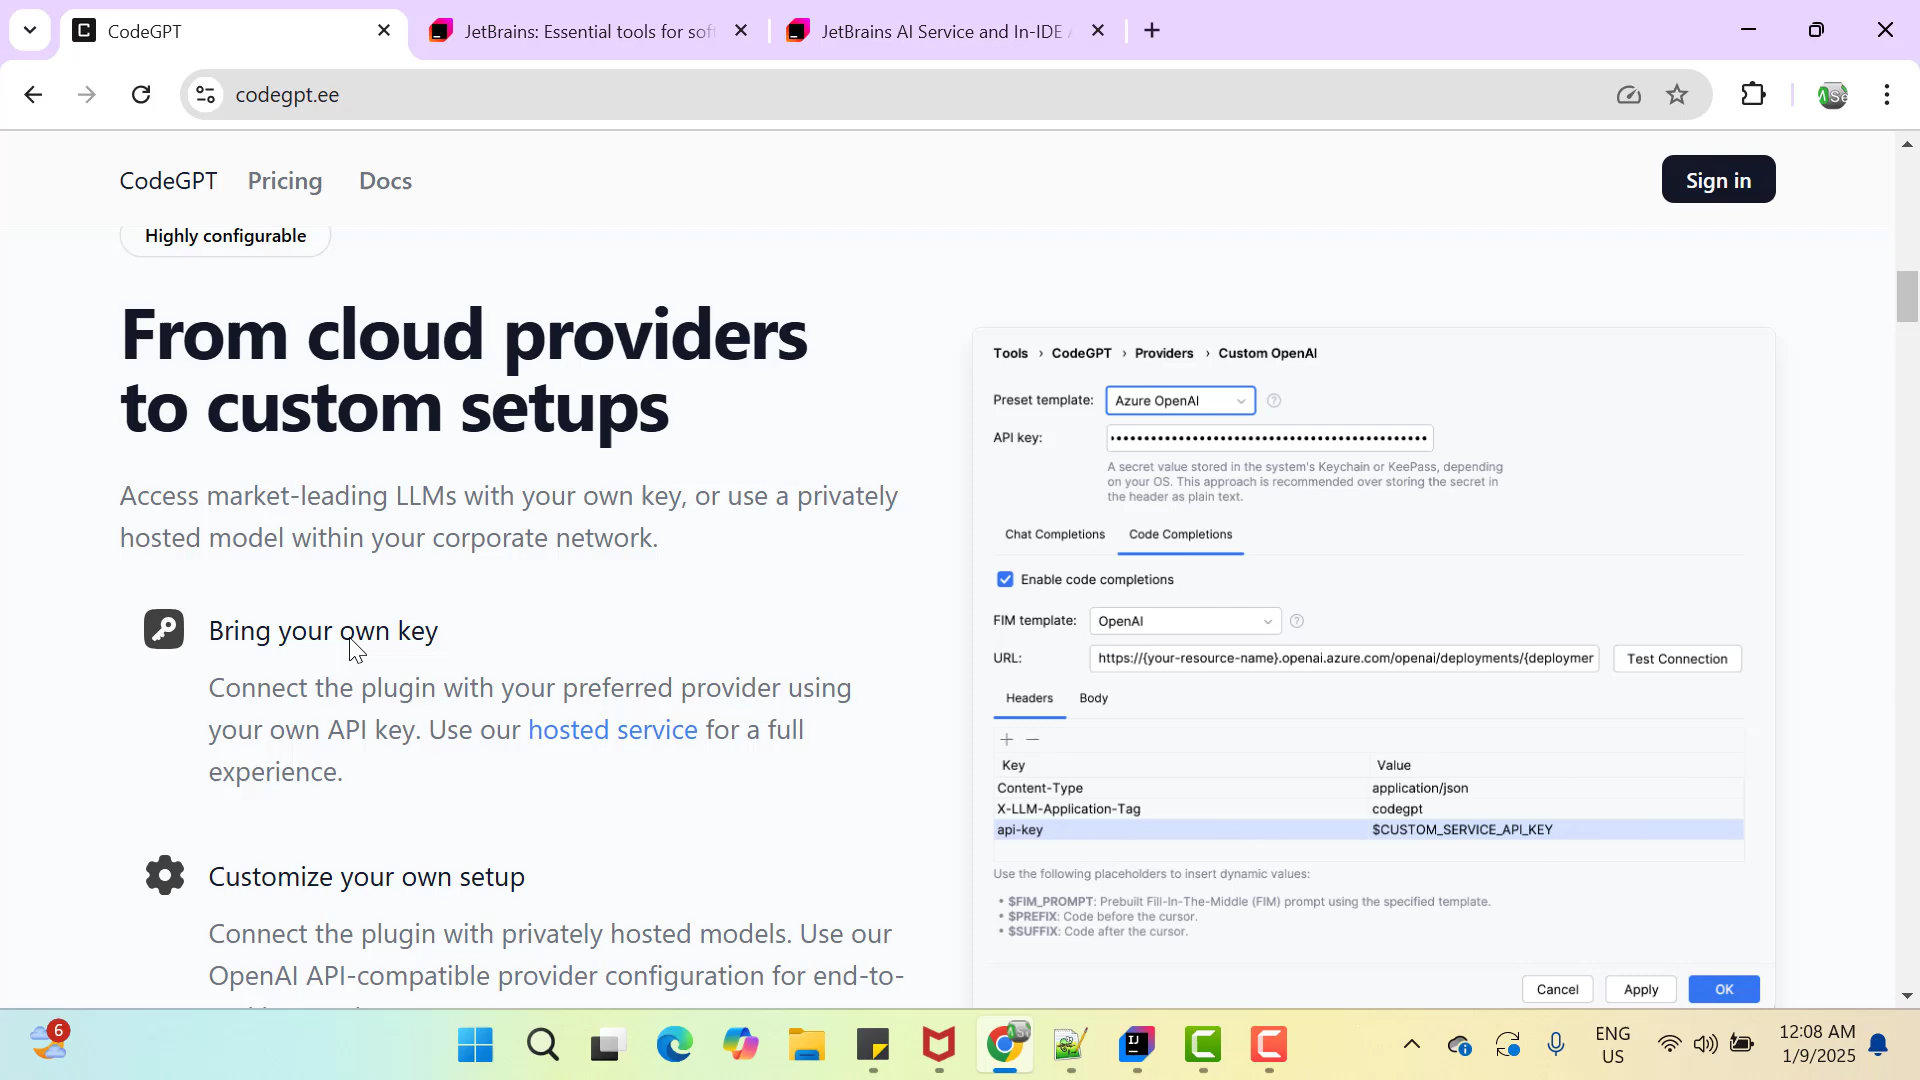 CodeGPT
JetBrains: Essential tools for sof
JetBrains AI Service and In-IDE
codegpt.ee
CodeGPT
Pricing
Docs
Sign in
Highly configurable
From cloud providers
to custom setups
Access market-leading LLMs with your own key, or use a privately
hosted model within your corporate network.
Bring your own key
Connect the plugin with your preferred provider using
your own API key. Use our hosted service for a full
experience.
Customize your own setup
Connect the plugin with privately hosted models. Use our
OpenAI API-compatible provider configuration for end-to-
Tools › CodeGPT › Providers › Custom OpenAI
Preset template: Azure OpenAI
API key:
A secret value stored in the system's Keychain or KeePass, depending
on your OS. This approach is recommended over storing the secret in
the header as plain text.
Chat Completions
Code Completions
Enable code completions
FIM template: OpenAI
URL: https://{your-resource-name}.openai.azure.com/openai/deployments/{deploymer
Test Connection
Headers
Body
Key Value
Content-Type application/json
X-LLM-Application-Tag codegpt
api-key $CUSTOM_SERVICE_API_KEY
Use the following placeholders to insert dynamic values:
• $FIM_PROMPT: Prebuilt Fill-In-The-Middle (FIM) prompt using the specified template.
• $PREFIX: Code before the cursor.
• $SUFFIX: Code after the cursor.
Cancel
Apply
OK
6
ENG
US
12:08 AM
1/9/2025